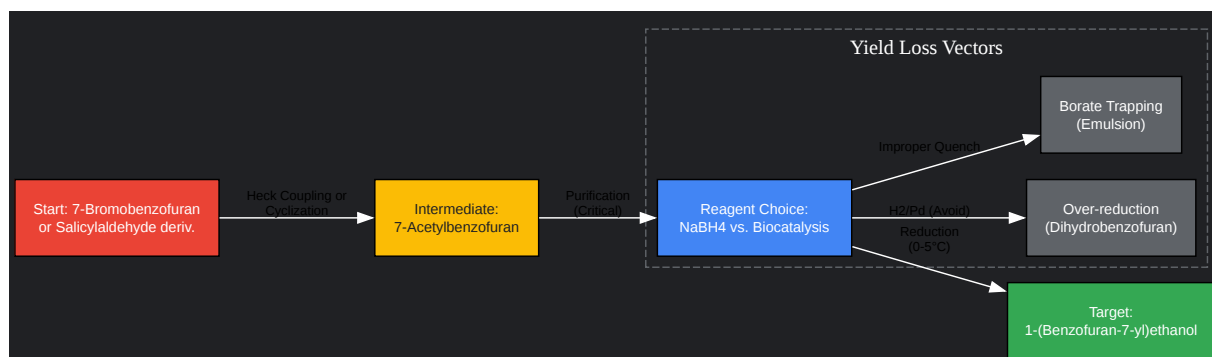 Yield Loss Vectors
Borate Trapping
(Emulsion)
Improper Quench
Start: 7-Bromobenzofuran
or Salicylaldehyde deriv.
Heck Coupling or
Cyclization
Intermediate:
7-Acetylbenzofuran
Purification
(Critical)
Reagent Choice:
NaBH4 vs. Biocatalysis
H2/Pd (Avoid)
Over-reduction
(Dihydrobenzofuran)
Reduction
(0-5°C)
Target:
1-(Benzofuran-7-yl)ethanol